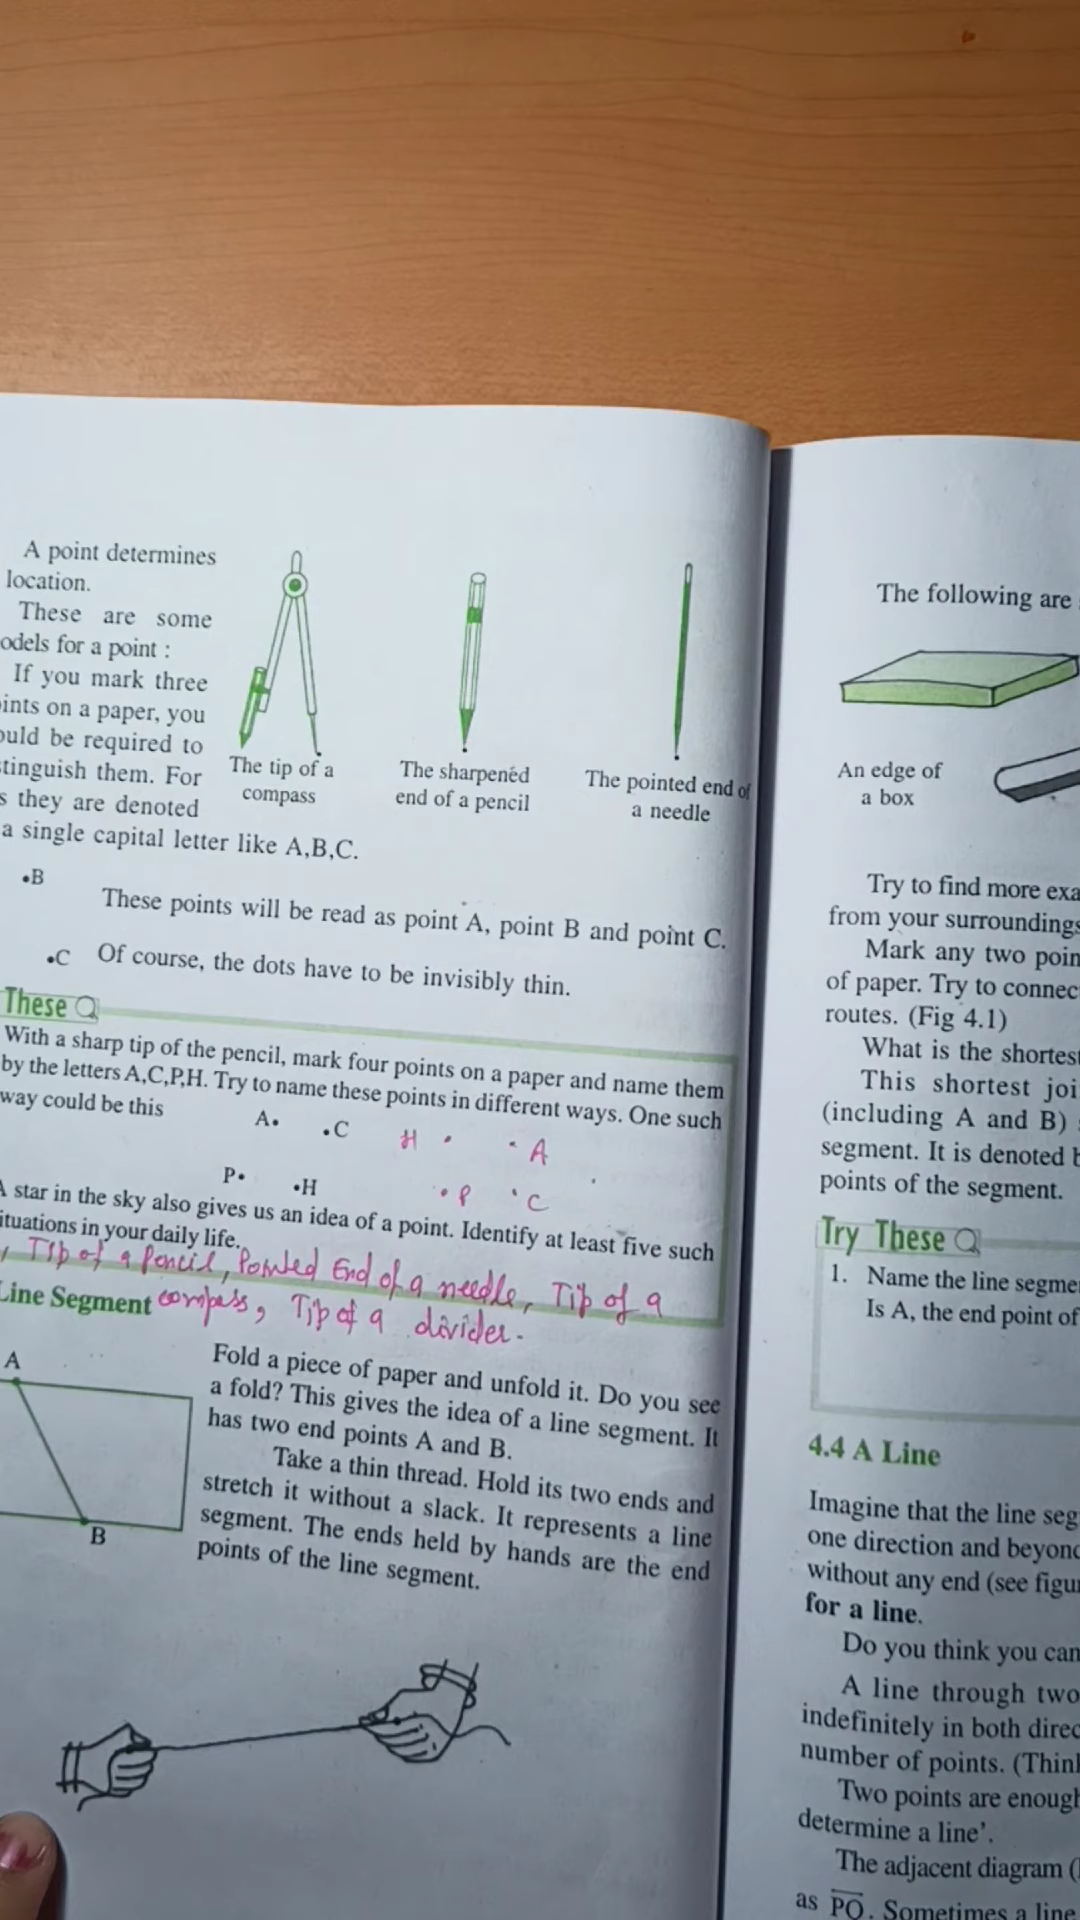 A point determines
location.
These are some
odels for a point :
If you mark three
ints on a paper, you
ould be required to
tinguish them. For
s they are denoted
a single capital letter like A,B,C.
The tip of a
compass
The sharpened
end of a pencil
The pointed end of
a needle
•B
These points will be read as point A, point B and point C.
•C Of course, the dots have to be invisibly thin.
These
With a sharp tip of the pencil, mark four points on a paper and name them
by the letters A,C,P,H. Try to name these points in different ways. One such
way could be this
A• •C H • • A
P• •H • P • C
A star in the sky also gives us an idea of a point. Identify at least five such
ituations in your daily life.
, Tip of a Pencil, Pointed End of a needle, Tip of a
Line Segment compass, Tip of a divider.
A
B
Fold a piece of paper and unfold it. Do you see
a fold? This gives the idea of a line segment. It
has two end points A and B.
Take a thin thread. Hold its two ends and
stretch it without a slack. It represents a line
segment. The ends held by hands are the end
points of the line segment.
The following are
An edge of
a box
Try to find more exa
from your surroundings
Mark any two poin
of paper. Try to connec
routes. (Fig 4.1)
What is the shortest
This shortest joi
(including A and B)
segment. It is denoted b
points of the segment.
Try These
1. Name the line segme
Is A, the end point of
4.4 A Line
Imagine that the line seg
one direction and beyond
without any end (see figu
for a line.
Do you think you can
A line through two
indefinitely in both direc
number of points. (Think
Two points are enough
determine a line'.
The adjacent diagram (
as PQ. Sometimes a line